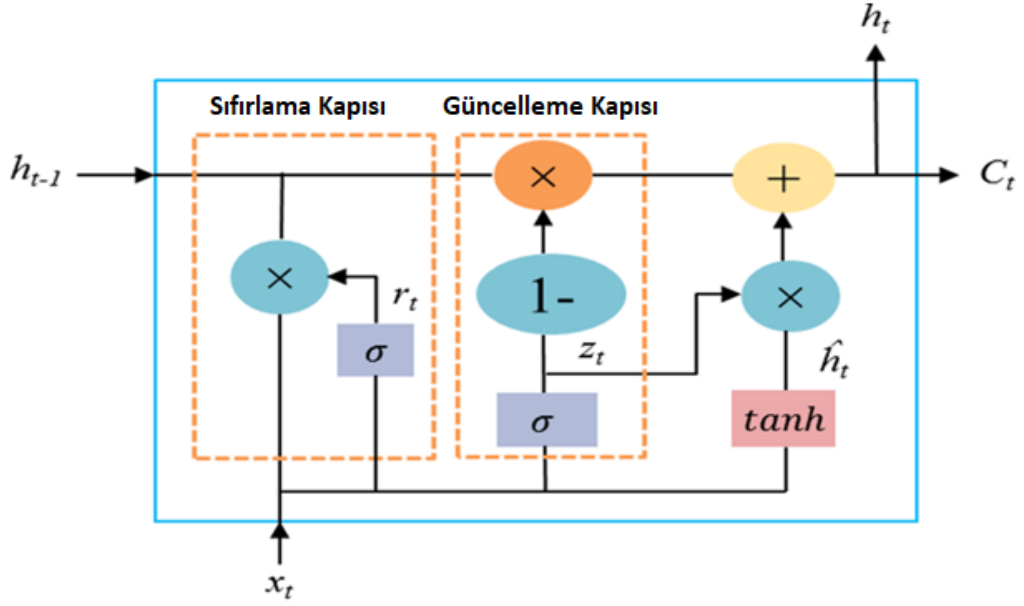 h_t
Sıfırlama Kapısı
Güncelleme Kapısı
h_{t-1}
×
+
C_t
×
1-
×
r_t
σ
z_t
ĥ_t
σ
tanh
x_t